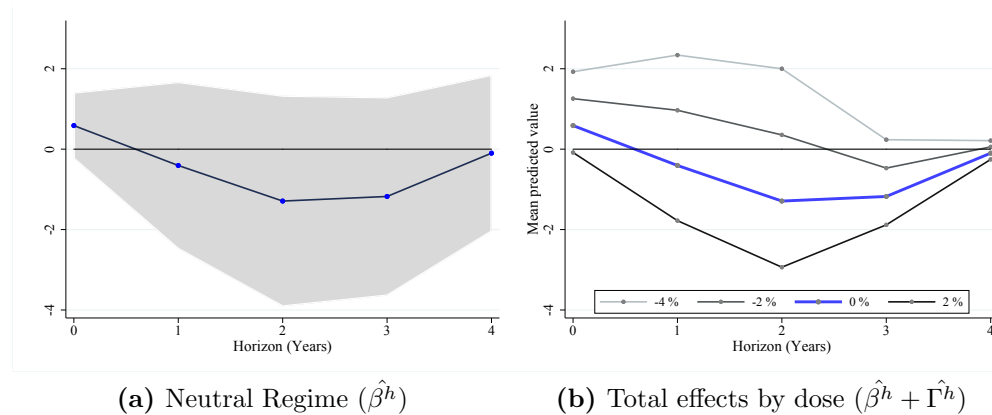 2
0
-2
-4
0 1 2 3 4
Horizon (Years)
Mean predicted value
2
0
-2
-4
-4 % -2 % 0 % 2 %
0 1 2 3 4
Horizon (Years)
(a) Neutral Regime (β̂ʰ)
(b) Total effects by dose (β̂ʰ + Γ̂ʰ)